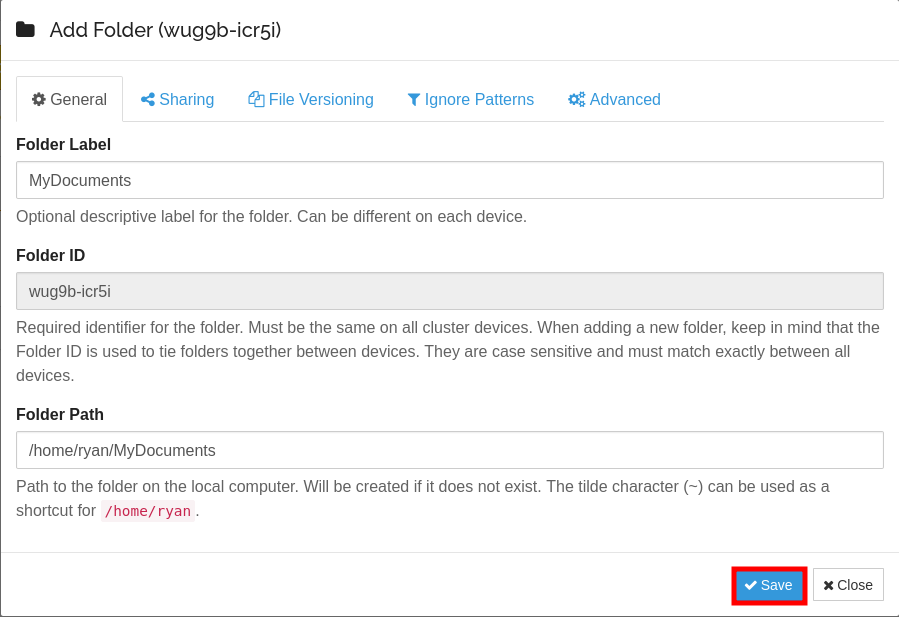 Add Folder (wug9b-icr5i)
General Sharing File Versioning Ignore Patterns Advanced
Folder Label
MyDocuments
Optional descriptive label for the folder. Can be different on each device.
Folder ID
wug9b-icr5i
Required identifier for the folder. Must be the same on all cluster devices. When adding a new folder, keep in mind that the
Folder ID is used to tie folders together between devices. They are case sensitive and must match exactly between all
devices.
Folder Path
/home/ryan/MyDocuments
Path to the folder on the local computer. Will be created if it does not exist. The tilde character (~) can be used as a
shortcut for /home/ryan.
Save Close